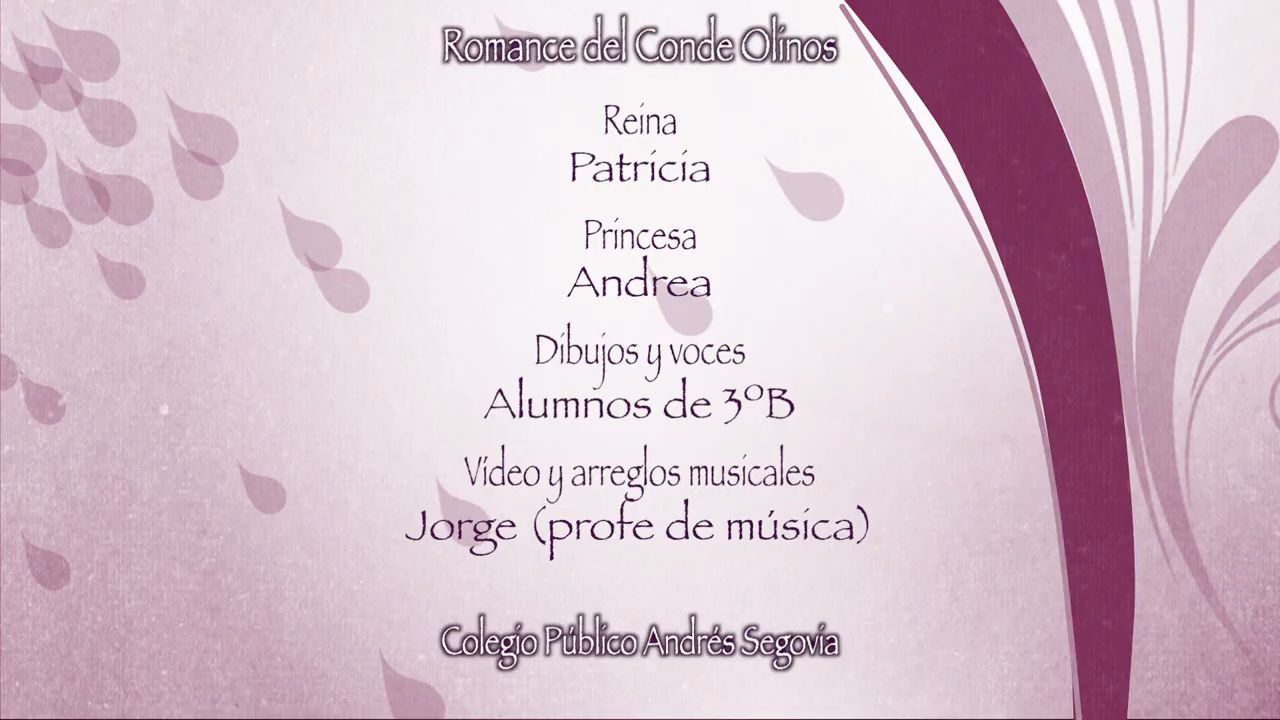 Romance del Conde Olinos
Reina
Patricia
Princesa
Andrea
Dibujos y voces
Alumnos de 3ºB
Vídeo y arreglos musicales
Jorge (profe de música)
Colegio Público Andrés Segovia